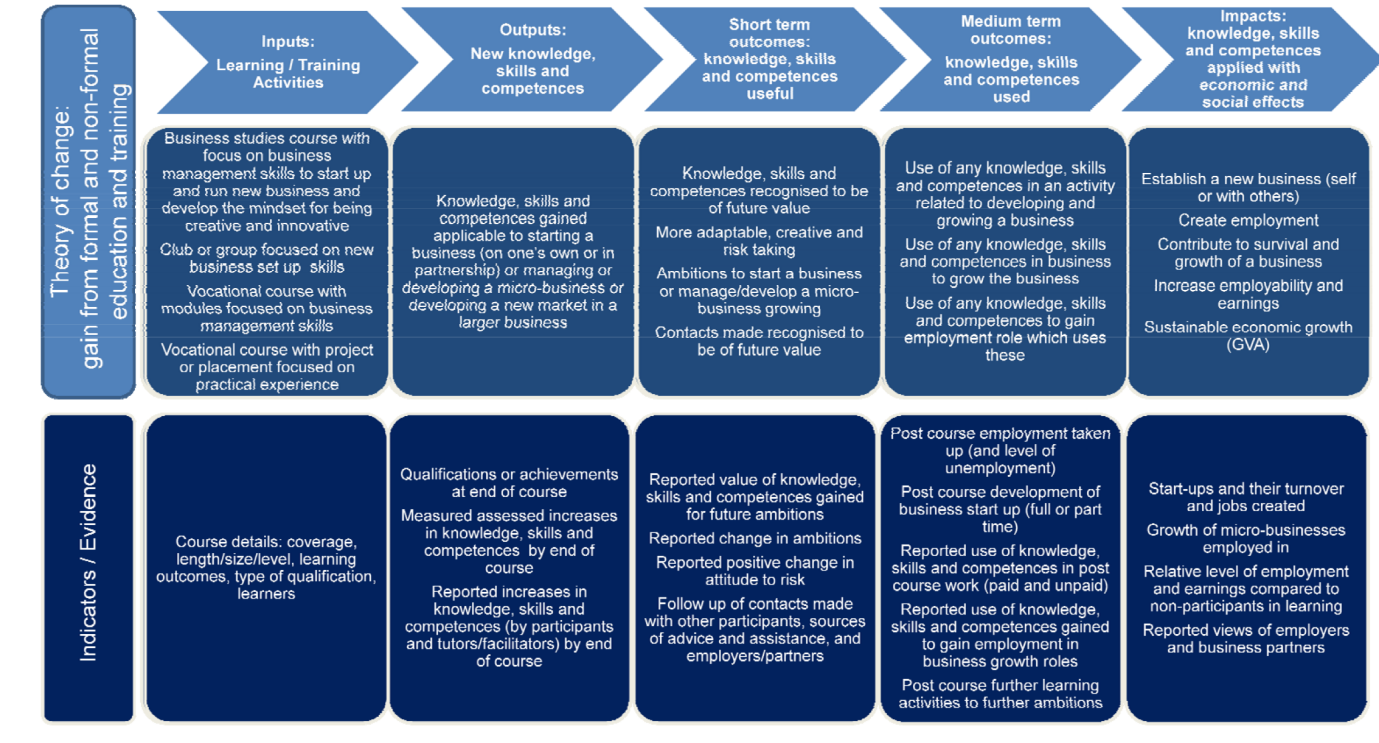 Theory of change:
gain from formal and non-formal
education and training
Inputs:
Learning / Training
Activities
Outputs:
New knowledge,
skills and
competences
Short term
outcomes:
knowledge, skills
and competences
useful
Medium term
outcomes:
knowledge, skills
and competences
used
Impacts:
knowledge, skills
and competences
applied with
economic and
social effects
Business studies course with
focus on business
management skills to start up
and run new business and
develop the mindset for being
creative and innovative
Club or group focused on new
business set up skills
Vocational course with
modules focused on business
management skills
Vocational course with project
or placement focused on
practical experience
Knowledge, skills and
competences gained
applicable to starting a
business (on one's own or in
partnership) or managing or
developing a micro-business or
developing a new market in a
larger business
Knowledge, skills and
competences recognised to be
of future value
More adaptable, creative and
risk taking
Ambitions to start a business
or manage/develop a micro-
business growing
Contacts made recognised to
be of future value
Use of any knowledge, skills
and competences in an activity
related to developing and
growing a business
Use of any knowledge, skills
and competences in business
to grow the business
Use of any knowledge, skills
and competences to gain
employment role which uses
these
Establish a new business (self
or with others)
Create employment
Contribute to survival and
growth of a business
Increase employability and
earnings
Sustainable economic growth
(GVA)
Indicators / Evidence
Course details: coverage,
length/size/level, learning
outcomes, type of qualification,
learners
Qualifications or achievements
at end of course
Measured assessed increases
in knowledge, skills and
competences by end of
course
Reported increases in
knowledge, skills and
competences (by participants
and tutors/facilitators) by end
of course
Reported value of knowledge,
skills and competences gained
for future ambitions
Reported change in ambitions
Reported positive change in
attitude to risk
Follow up of contacts made
with other participants, sources
of advice and assistance, and
employers/partners
Post course employment taken
up (and level of
unemployment)
Post course development of
business start up (full or part
time)
Reported use of knowledge,
skills and competences in post
course work (paid and unpaid)
Reported use of knowledge,
skills and competences gained
to gain employment in
business growth roles
Post course further learning
activities to further ambitions
Start-ups and their turnover
and jobs created
Growth of micro-businesses
employed in
Relative level of employment
and earnings compared to
non-participants in learning
Reported views of employers
and business partners